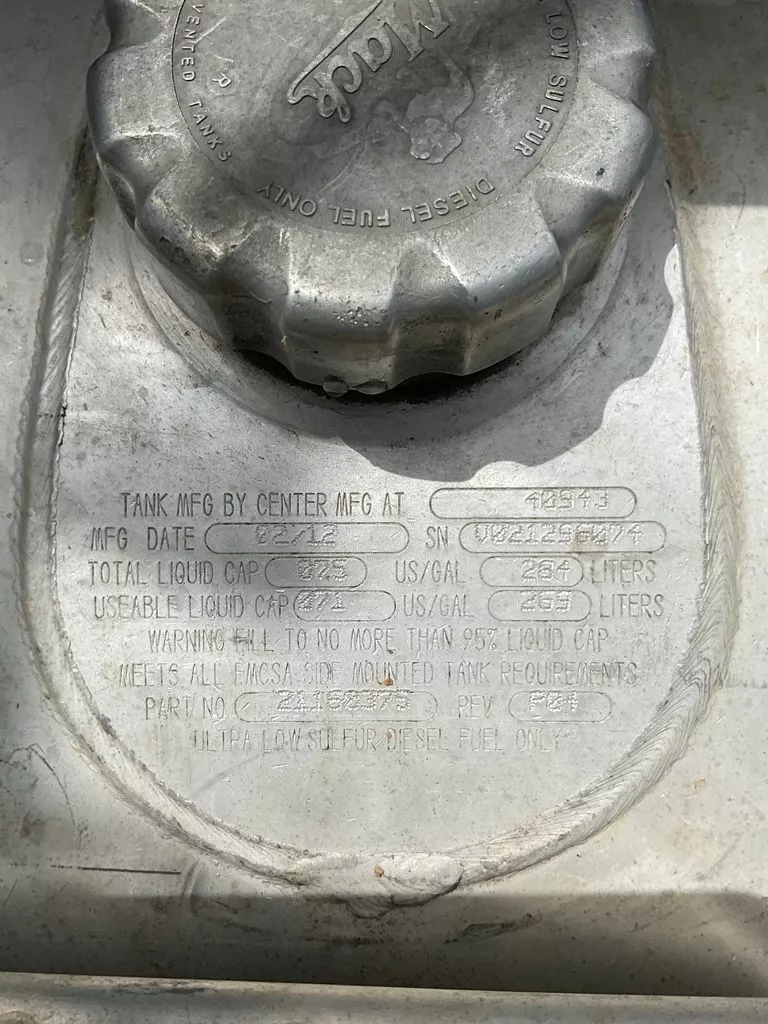 Mack
LOW SULFUR
DIESEL FUEL ONLY
VENTED TANKS
TANK MFG BY CENTER MFG AT 40943
MFG DATE 02/12 SN V021296074
TOTAL LIQUID CAP 075 US/GAL 284 LITERS
USEABLE LIQUID CAP 071 US/GAL 269 LITERS
WARNING FILL TO NO MORE THAN 95% LIQUID CAP
MEETS ALL FMCSA SIDE MOUNTED TANK REQUIREMENTS
PART NO 21160375 REV P04
ULTRA LOW SULFUR DIESEL FUEL ONLY